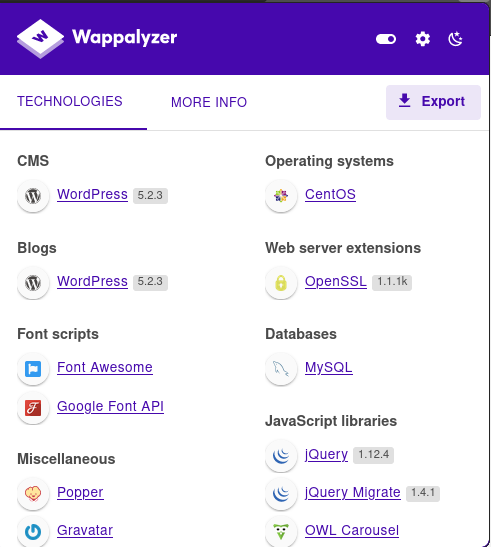 Wappalyzer
TECHNOLOGIES
MORE INFO
Export
CMS
WordPress 5.2.3
Blogs
WordPress 5.2.3
Font scripts
Font Awesome
Google Font API
Miscellaneous
Popper
Gravatar
Operating systems
CentOS
Web server extensions
OpenSSL 1.1.1k
Databases
MySQL
JavaScript libraries
jQuery 1.12.4
jQuery Migrate 1.4.1
OWL Carousel